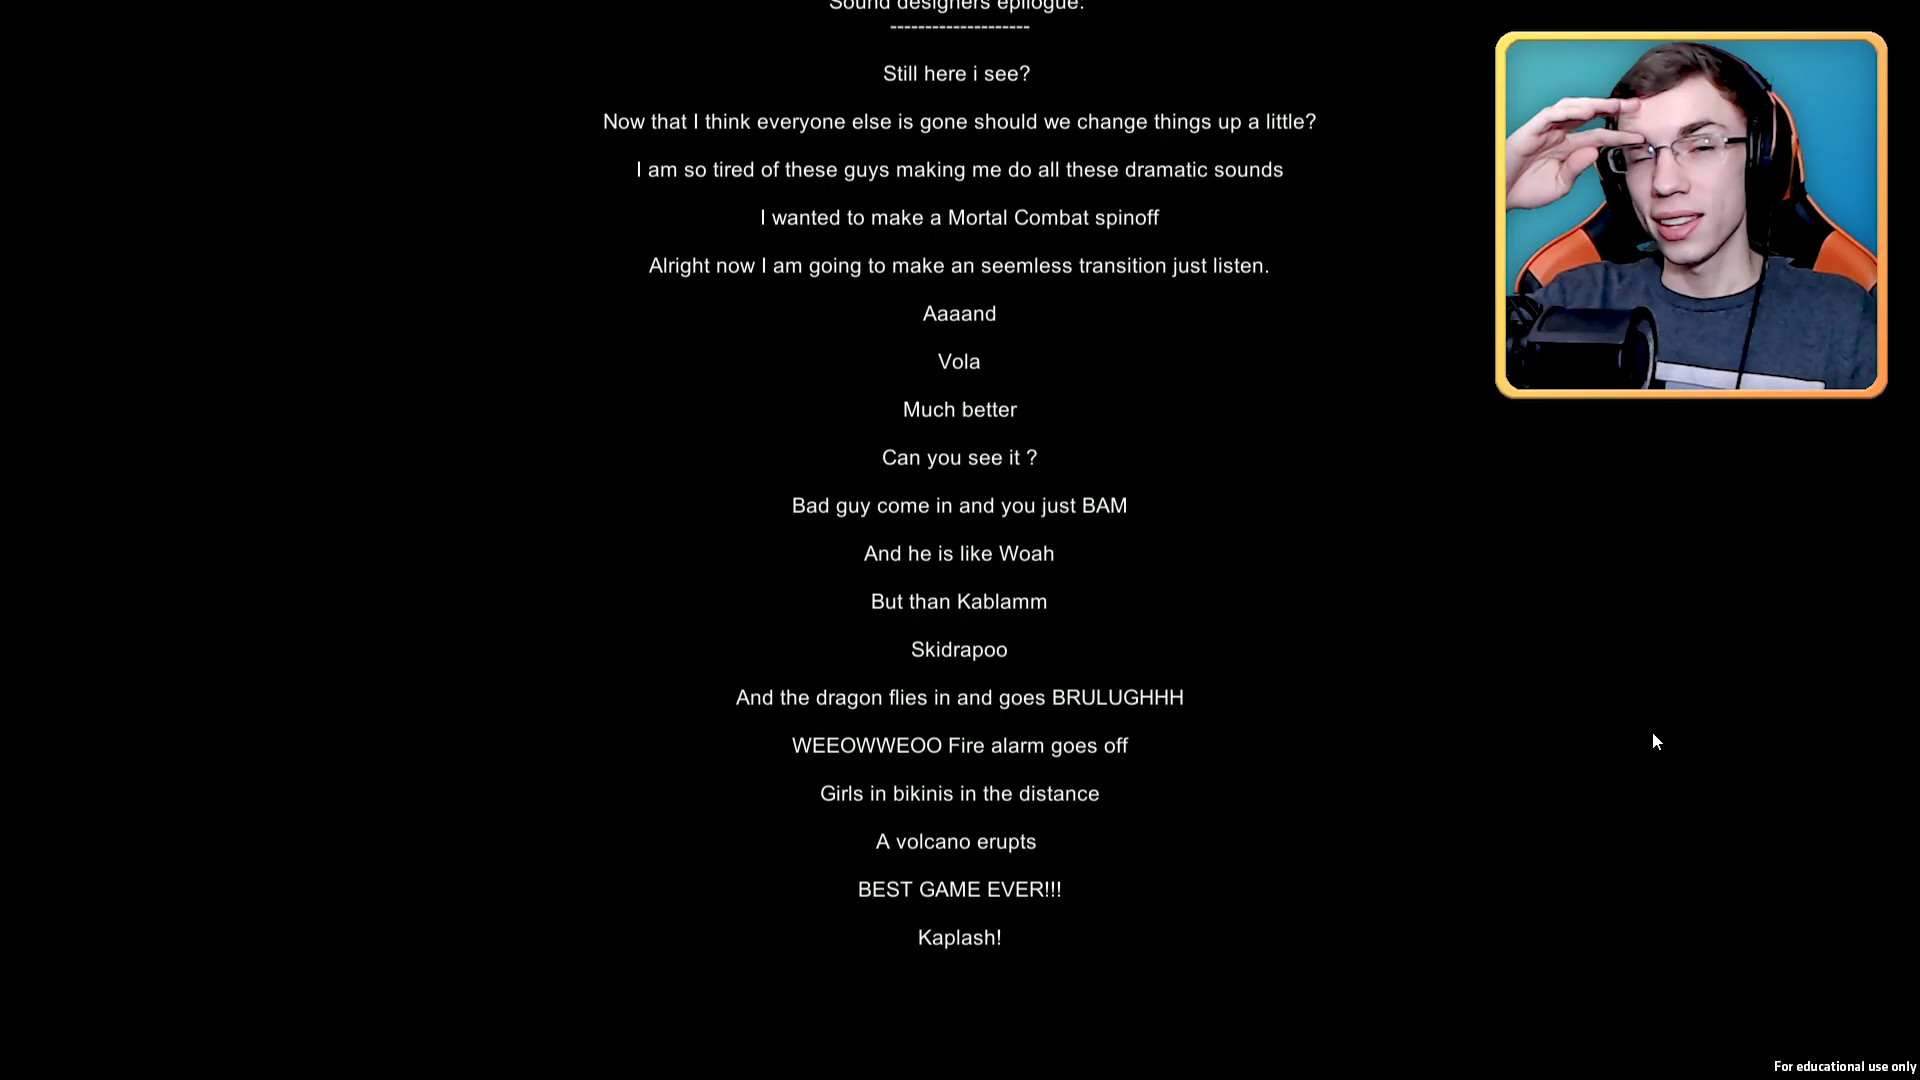 Sound designers epilogue:
--------------------
Still here i see?
Now that I think everyone else is gone should we change things up a little?
I am so tired of these guys making me do all these dramatic sounds
I wanted to make a Mortal Combat spinoff
Alright now I am going to make an seemless transition just listen.
Aaaand
Vola
Much better
Can you see it ?
Bad guy come in and you just BAM
And he is like Woah
But than Kablamm
Skidrapoo
And the dragon flies in and goes BRULUGHHH
WEEOWWEOO Fire alarm goes off
Girls in bikinis in the distance
A volcano erupts
BEST GAME EVER!!!
Kaplash!
For educational use only